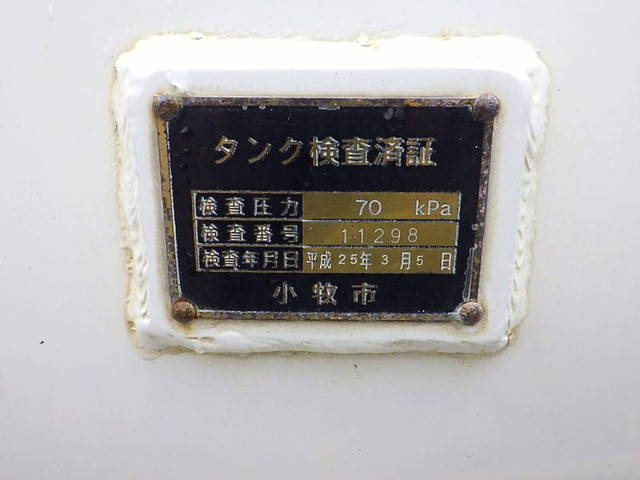 タンク検査済証
検査圧力 70 kPa
検査番号 11298
検査年月日 平成25年3月5日
小牧市